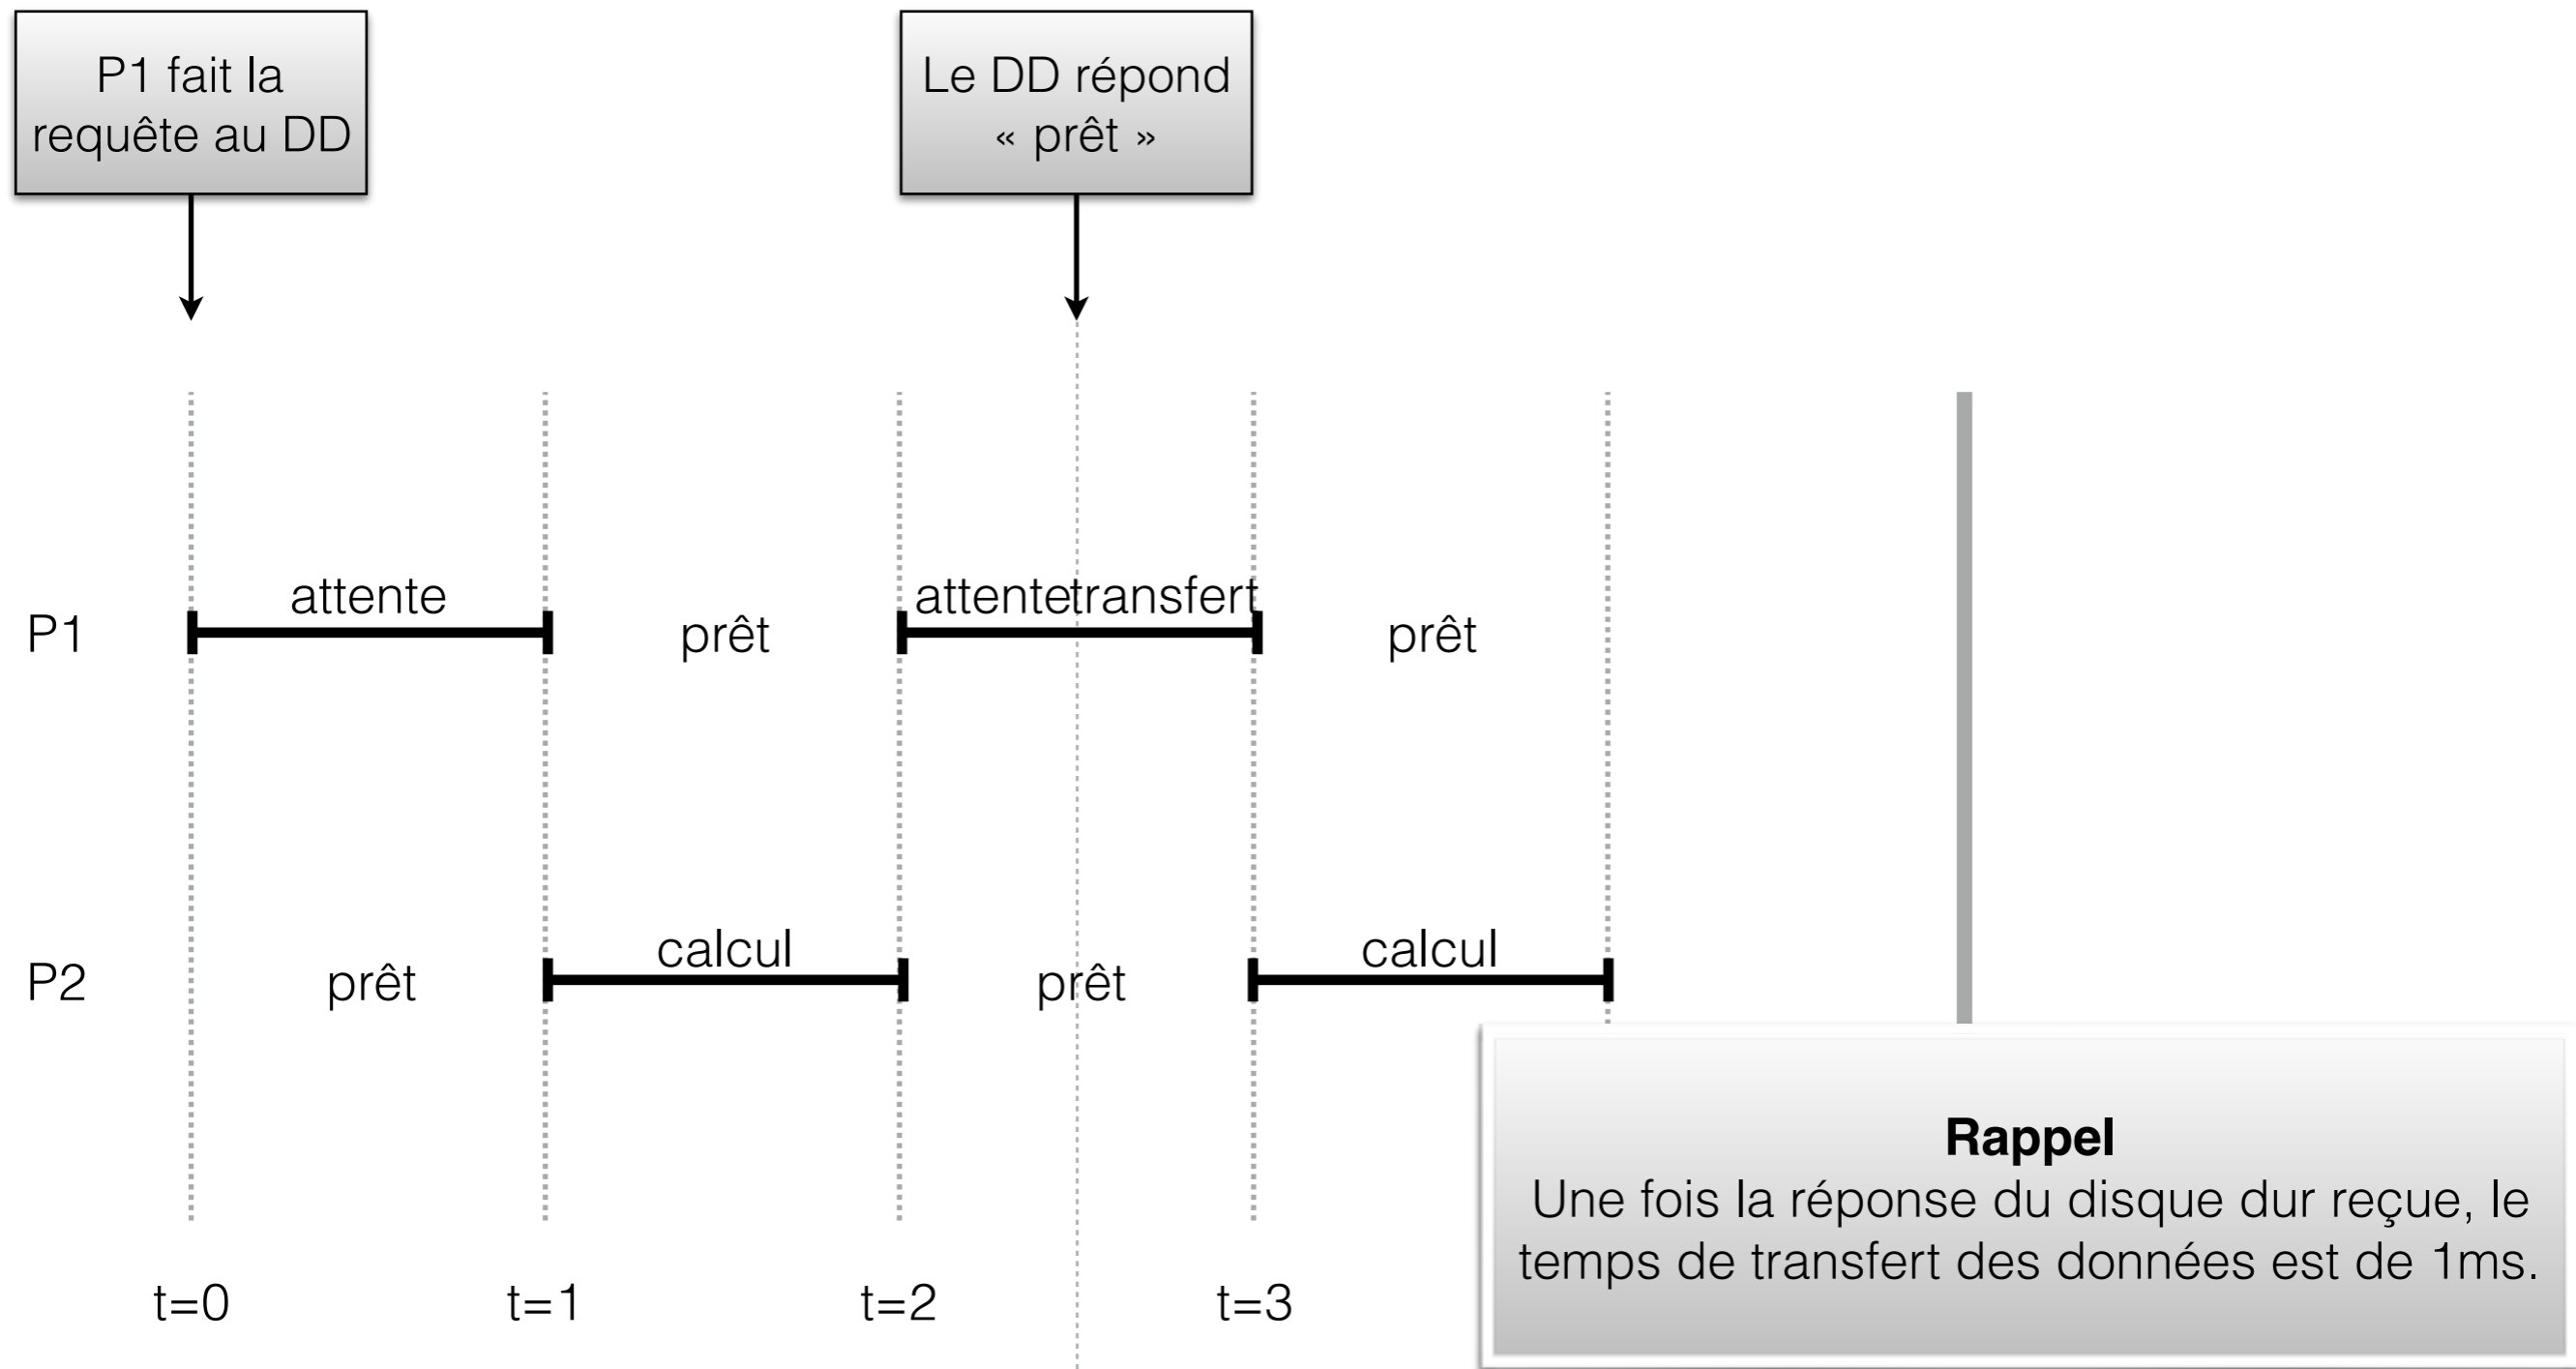 P1 fait la
requête au DD
Le DD répond
« prêt »
P1
attente
prêt
attente
transfert
prêt
P2
prêt
calcul
prêt
calcul
t=0
t=1
t=2
t=3
Rappel
Une fois la réponse du disque dur reçue, le
temps de transfert des données est de 1ms.